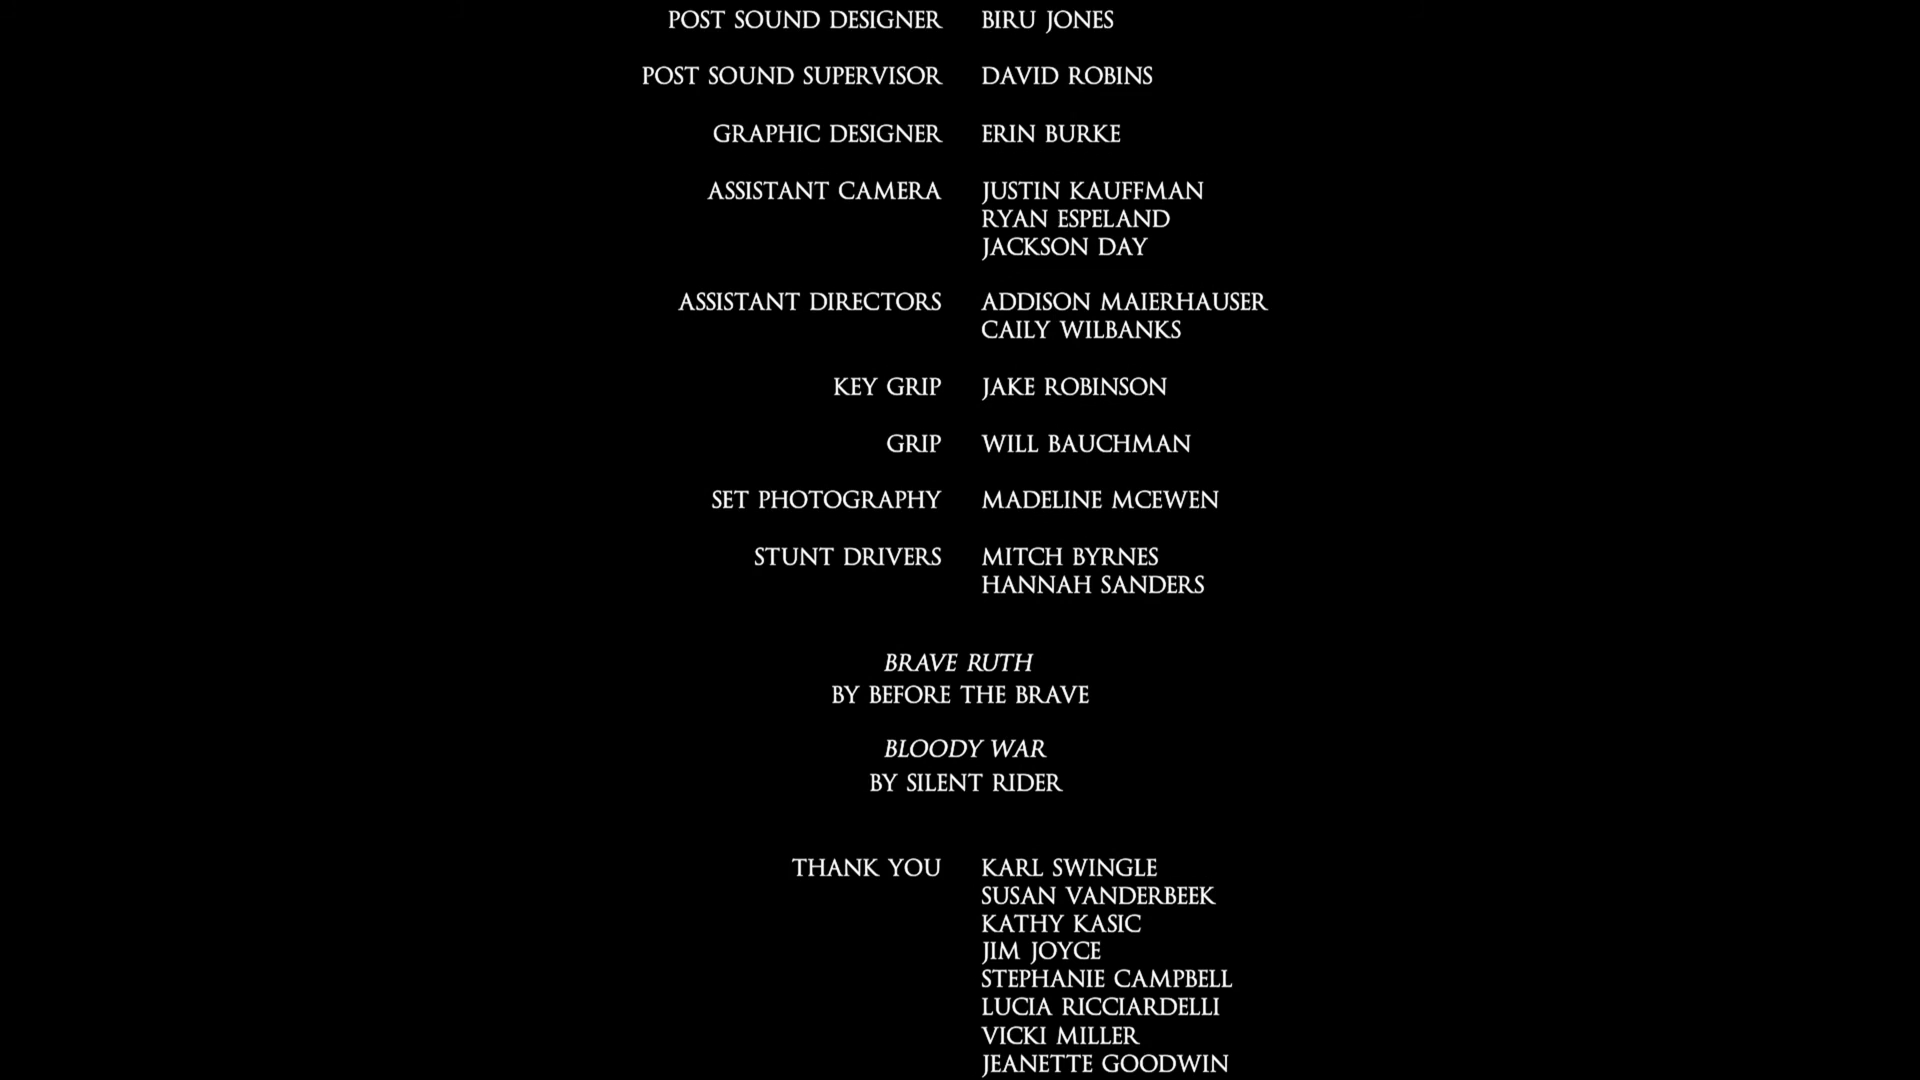 POST SOUND DESIGNER BIRU JONES
POST SOUND SUPERVISOR DAVID ROBINS
GRAPHIC DESIGNER ERIN BURKE
ASSISTANT CAMERA JUSTIN KAUFFMAN
RYAN ESPELAND
JACKSON DAY
ASSISTANT DIRECTORS ADDISON MAIERHAUSER
CAILY WILBANKS
KEY GRIP JAKE ROBINSON
GRIP WILL BAUCHMAN
SET PHOTOGRAPHY MADELINE MCEWEN
STUNT DRIVERS MITCH BYRNES
HANNAH SANDERS
BRAVE RUTH
BY BEFORE THE BRAVE
BLOODY WAR
BY SILENT RIDER
THANK YOU KARL SWINGLE
SUSAN VANDERBEEK
KATHY KASIC
JIM JOYCE
STEPHANIE CAMPBELL
LUCIA RICCIARDELLI
VICKI MILLER
JEANETTE GOODWIN